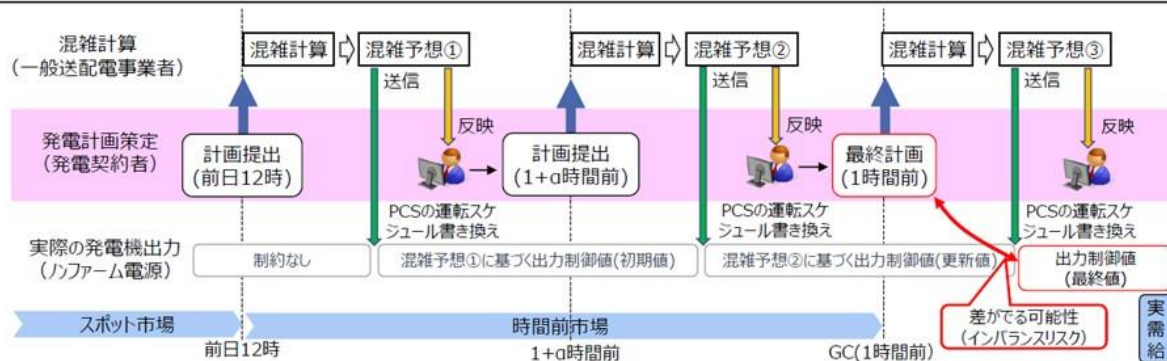 混雑計算
(一般送配電事業者)
混雑計算
混雑予想①
混雑計算
混雑予想②
混雑計算
混雑予想③
送信
送信
送信
発電計画策定
(発電契約者)
計画提出
(前日12時)
反映
計画提出
(1+α時間前)
反映
最終計画
(1時間前)
反映
PCSの運転スケ
ジュール書き換え
PCSの運転スケ
ジュール書き換え
PCSの運転スケ
ジュール書き換え
実際の発電機出力
(ノンファーム電源)
制約なし
混雑予想①に基づく出力制御値(初期値)
混雑予想②に基づく出力制御値(更新値)
出力制御値
(最終値)
差がでる可能性
(インバランスリスク)
スポット市場
時間前市場
実
需
給
前日12時
1+α時間前
GC(1時間前)